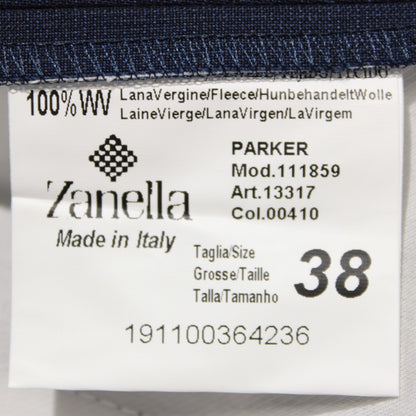 100% WV LanaVergine/Fleece/HunbehandeltWolle
LaineVierge/LanaVirgen/LaVirgem
PARKER
Mod.111859
Art.13317
Col.00410
Zanella
Made in Italy
Taglia/Size
Grosse/Taille
Talla/Tamanho
38
191100364236